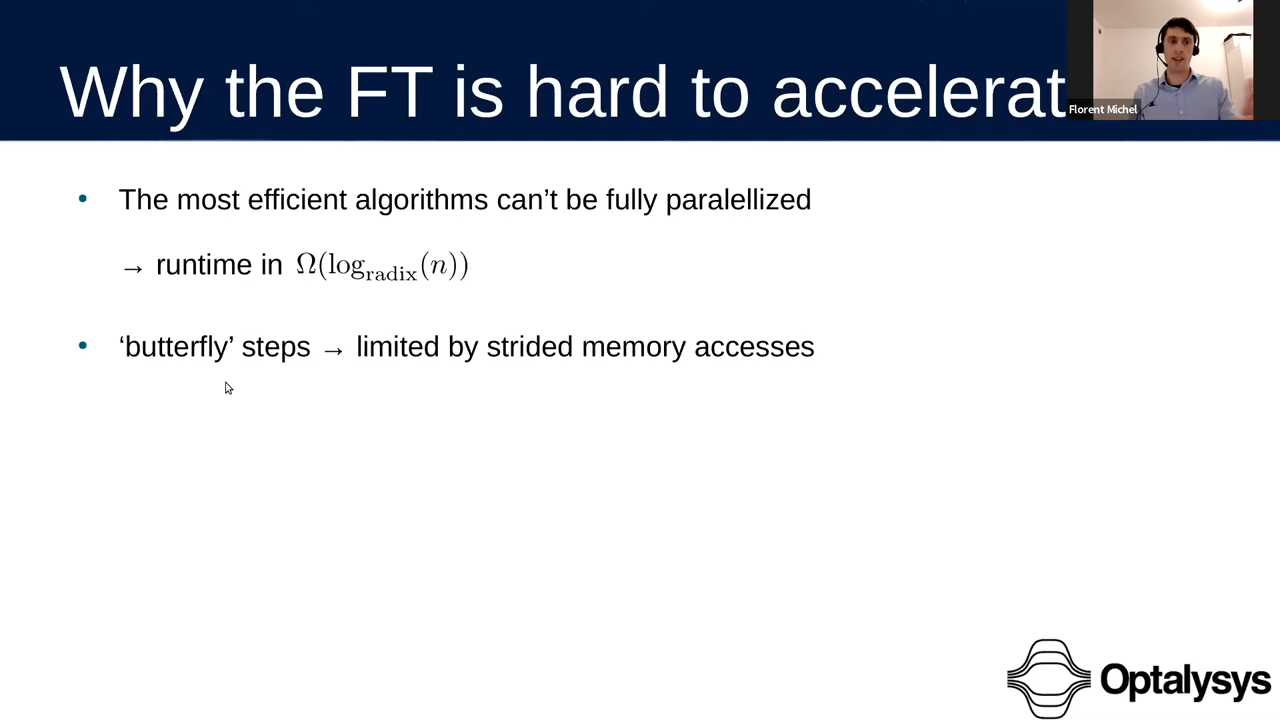 Why the FT is hard to accelerat
Florent Michel
• The most efficient algorithms can’t be fully paralellized
→ runtime in Ω(log_radix(n))
• ‘butterfly’ steps → limited by strided memory accesses
Optalysys